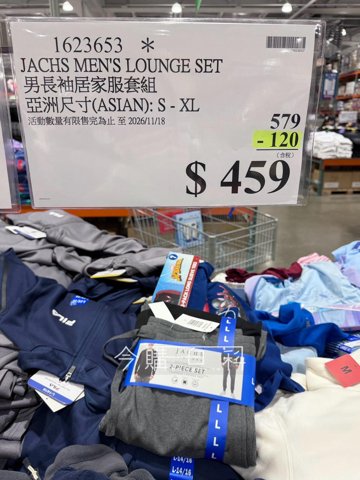 1623653 *
JACHS MEN'S LOUNGE SET
男長袖居家服套組
亞洲尺寸(ASIAN): S - XL
活動數量有限售完為止 至 2026/11/18
579
- 120
(含稅)
$ 459
FILA
JACHS
2-PIECE SET
L L L L
L
L
L-14/16
M